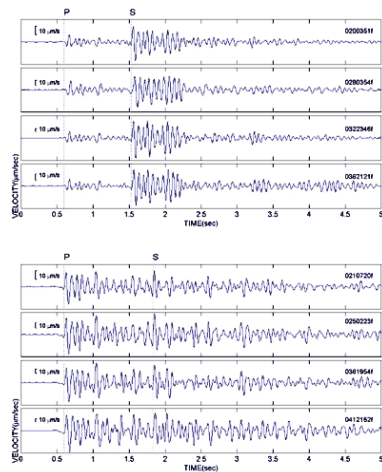 P S
[ 10 μm/s 0200351f
[ 10 μm/s 0280354f
[ 10 μm/s 0322346f
[ 10 μm/s 0362121f
VELOCITY(μm/sec)
0 0.5 1 1.5 2 2.5 3 3.5 4 4.5 5
TIME(sec)
P S
[ 10 μm/s 0210720f
[ 10 μm/s 0250223f
[ 10 μm/s 0361954f
[ 10 μm/s 0412152f
VELOCITY(μm/sec)
0 0.5 1 1.5 2 2.5 3 3.5 4 4.5 5
TIME(sec)